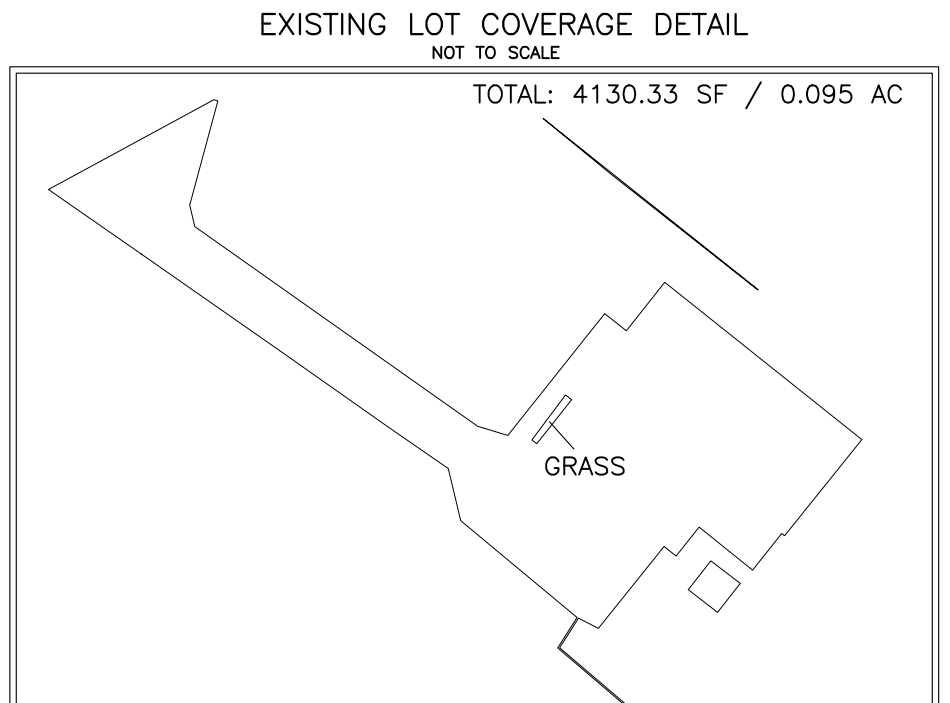 EXISTING LOT COVERAGE DETAIL
NOT TO SCALE
TOTAL: 4130.33 SF / 0.095 AC
GRASS